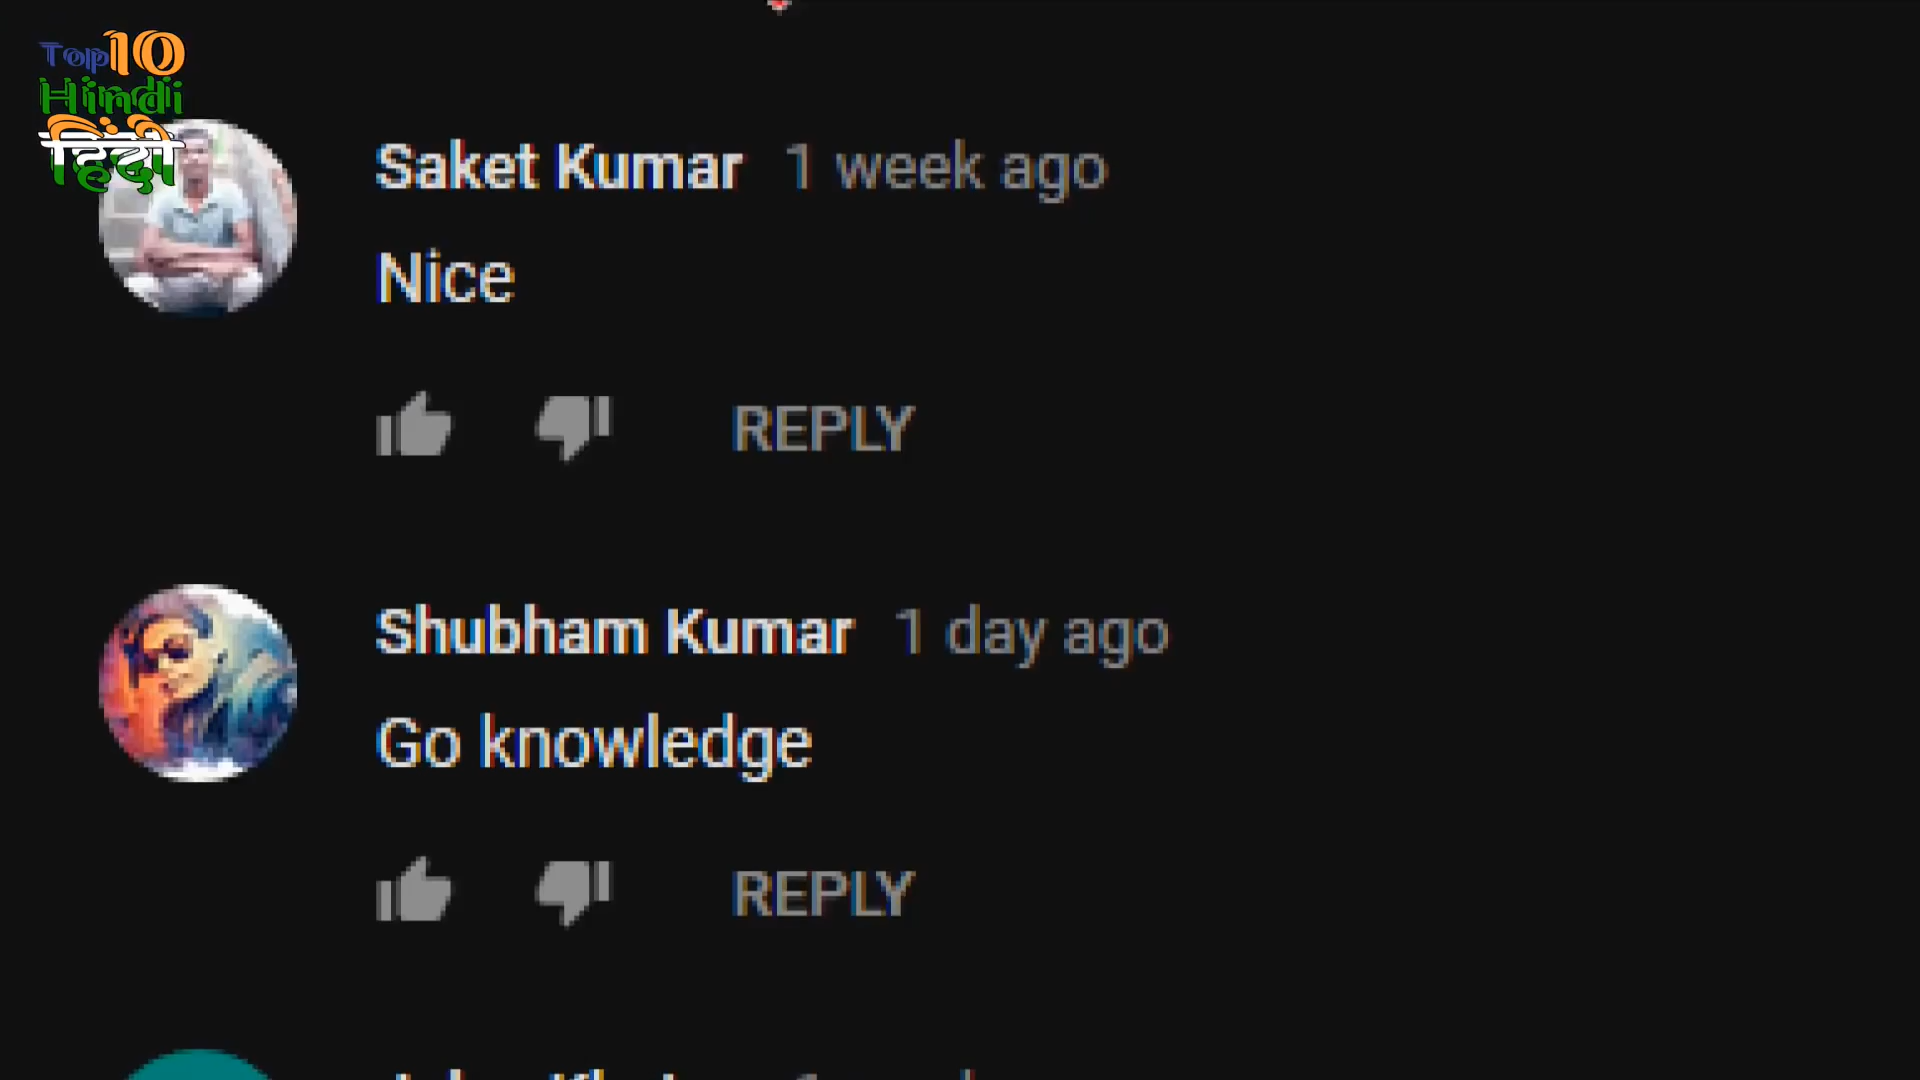 Top10
Hindi
हिंदी
Saket Kumar 1 week ago
Nice
REPLY
Shubham Kumar 1 day ago
Go knowledge
REPLY